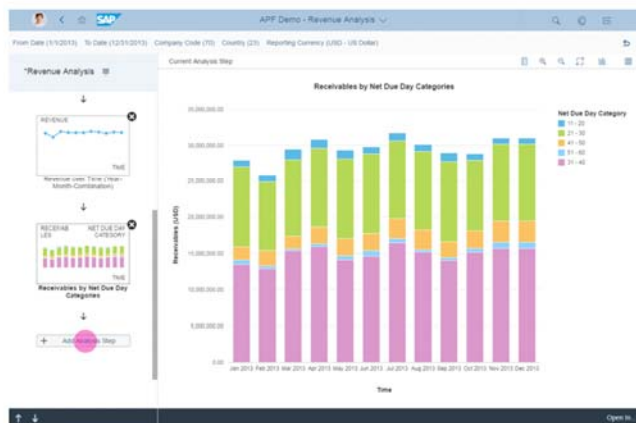 SAP
APF Demo - Revenue Analysis
From Date (1/1/2013) To Date (12/31/2013) Company Code (70) Country (23) Reporting Currency (USD - US Dollar)
*Revenue Analysis
Current Analysis Step
REVENUE
TIME
Revenue over Time (Year-
Month-Combination)
RECEIVAB
LES
NET DUE DAY
CATEGORY
TIME
Receivables by Net Due Day
Categories
+ Add Analysis Step
Receivables by Net Due Day Categories
Receivables (USD)
35,000,000.00
30,000,000.00
25,000,000.00
20,000,000.00
15,000,000.00
10,000,000.00
5,000,000.00
0.00
Jan 2013 Feb 2013 Mar 2013 Apr 2013 May 2013 Jun 2013 Jul 2013 Aug 2013 Sep 2013 Oct 2013 Nov 2013 Dec 2013
Time
Net Due Day Category
11 - 20
21 - 30
41 - 50
51 - 60
31 - 40
Open In...